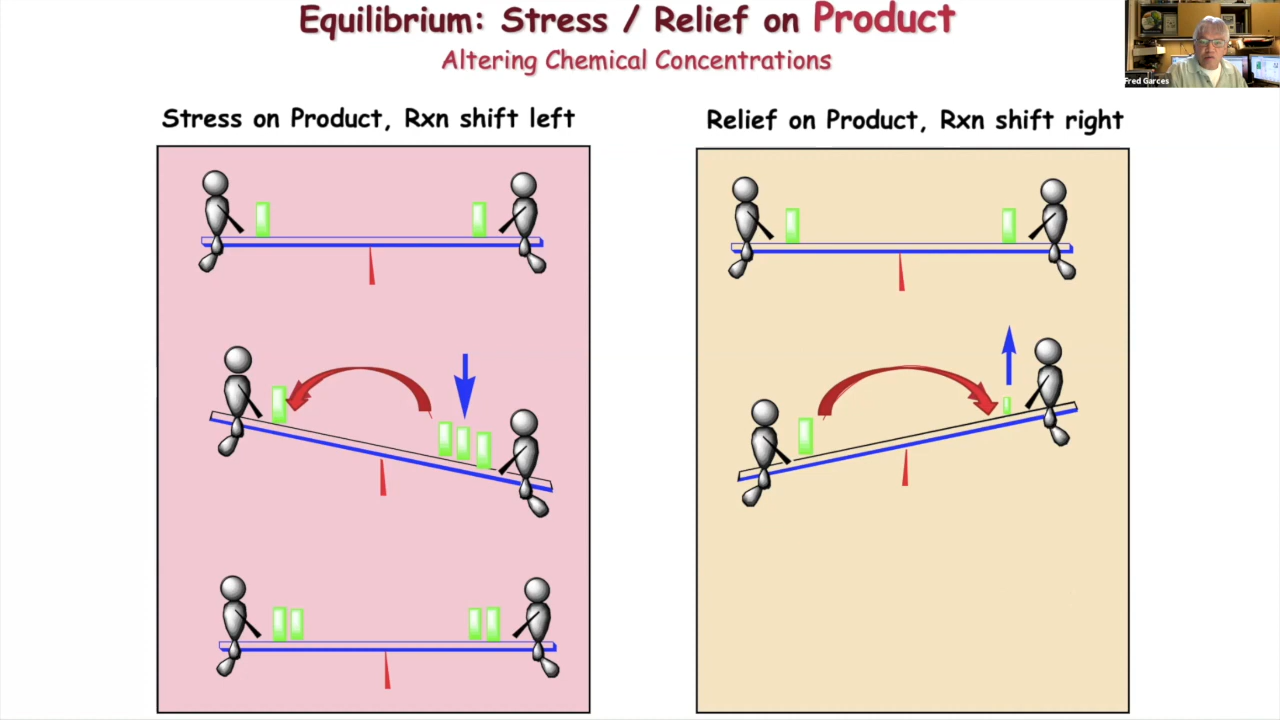 Equilibrium: Stress / Relief on Product
Altering Chemical Concentrations
Fred Garces
Stress on Product, Rxn shift left
Relief on Product, Rxn shift right